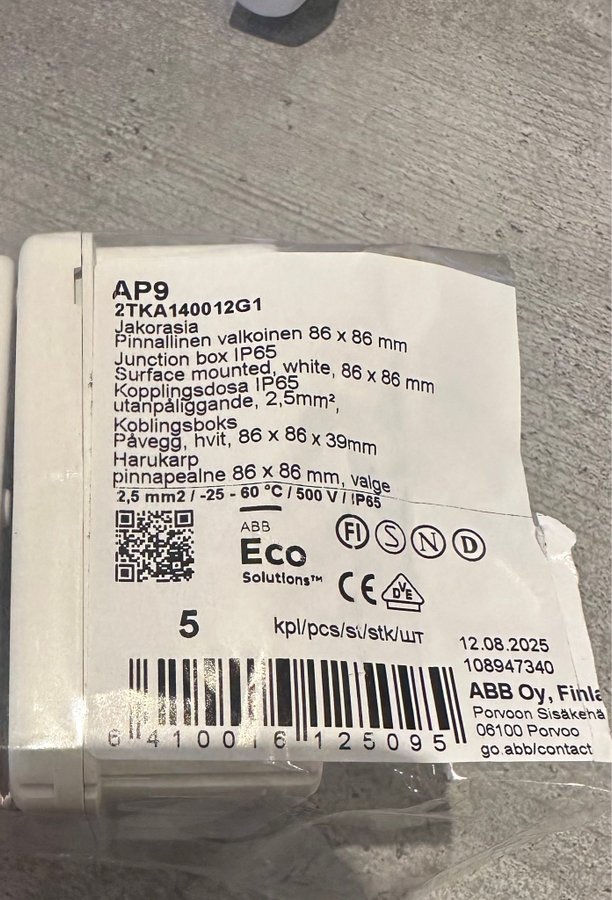 AP9
2TKA140012G1
Jakorasia
Pinnallinen valkoinen 86 x 86 mm
Junction box IP65
Surface mounted, white, 86 x 86 mm
Kopplingsdosa IP65
utanpåliggande, 2,5mm²,
Koblingsboks
Påvegg, hvit, 86 x 86 x 39mm
Harukarp
pinnapealne 86 x 86 mm, valge
2,5 mm2 / -25 - 60 °C / 500 V / IP65
ABB
Eco
Solutions™
FI S N D
CE DVE
5 kpl/pcs/st/stk/шт
12.08.2025
108947340
ABB Oy, Finla
Porvoon Sisäkehä
06100 Porvoo
go.abb/contact
6 410016 125095